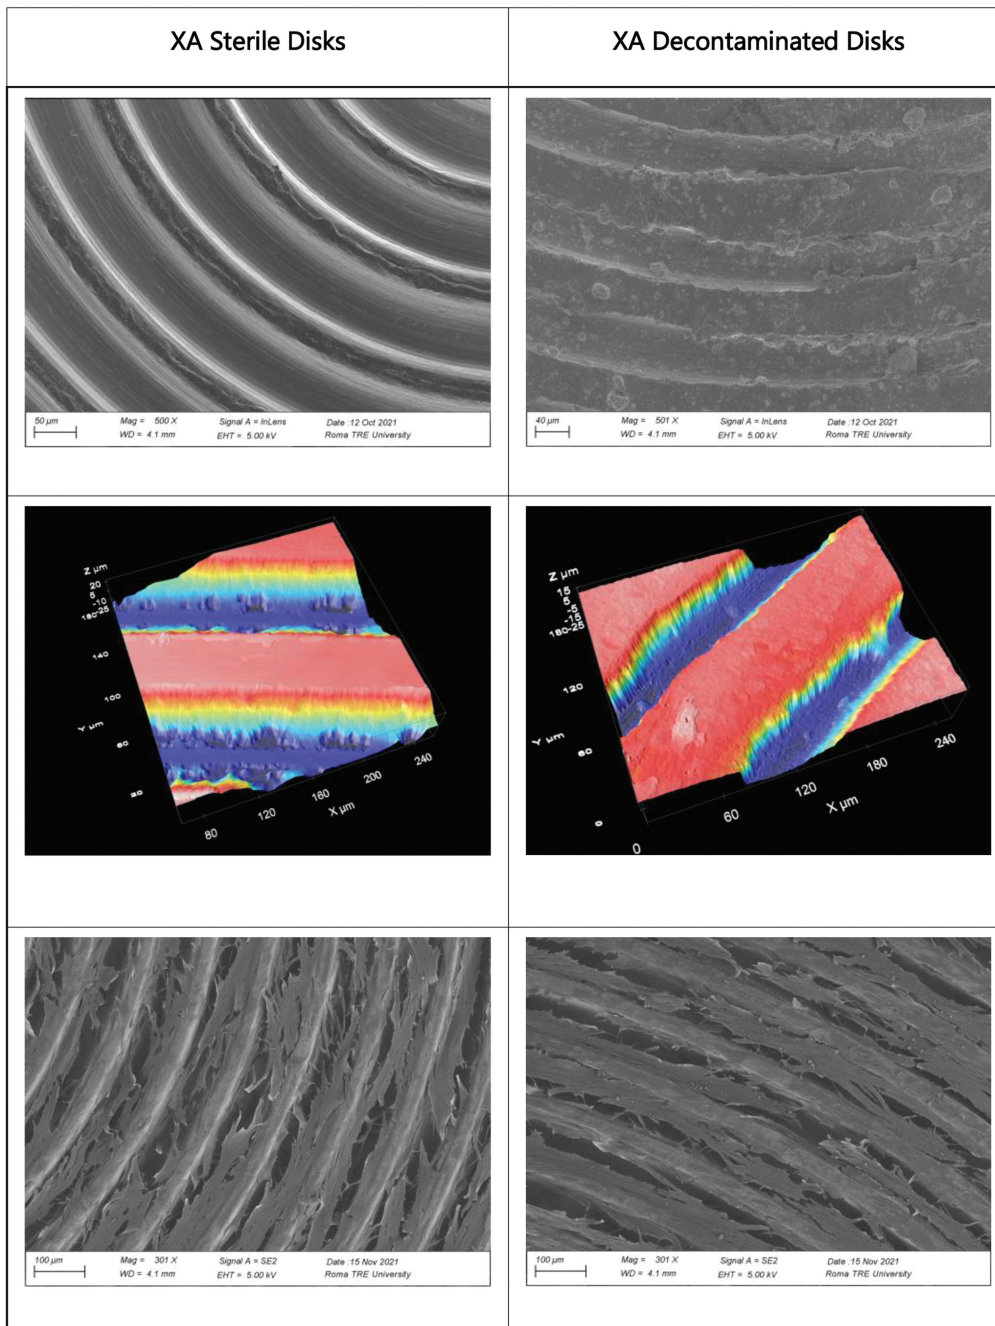 XA Sterile Disks
XA Decontaminated Disks
50 µm
Mag = 500 X
Signal A = InLens
Date :12 Oct 2021
WD = 4.1 mm
EHT = 5.00 kV
Roma TRE University
40 µm
Mag = 501 X
Signal A = InLens
Date :12 Oct 2021
WD = 4.1 mm
EHT = 5.00 kV
Roma TRE University
Z µm
20
5
-10
-25
180
140
100
Y µm
60
20
80
120
160
200
240
X µm
Z µm
15
5
-5
-15
-25
180
120
Y µm
60
0
0
60
120
180
240
X µm
100 µm
Mag = 301 X
Signal A = SE2
Date :15 Nov 2021
WD = 4.1 mm
EHT = 5.00 kV
Roma TRE University
100 µm
Mag = 301 X
Signal A = SE2
Date :15 Nov 2021
WD = 4.1 mm
EHT = 5.00 kV
Roma TRE University